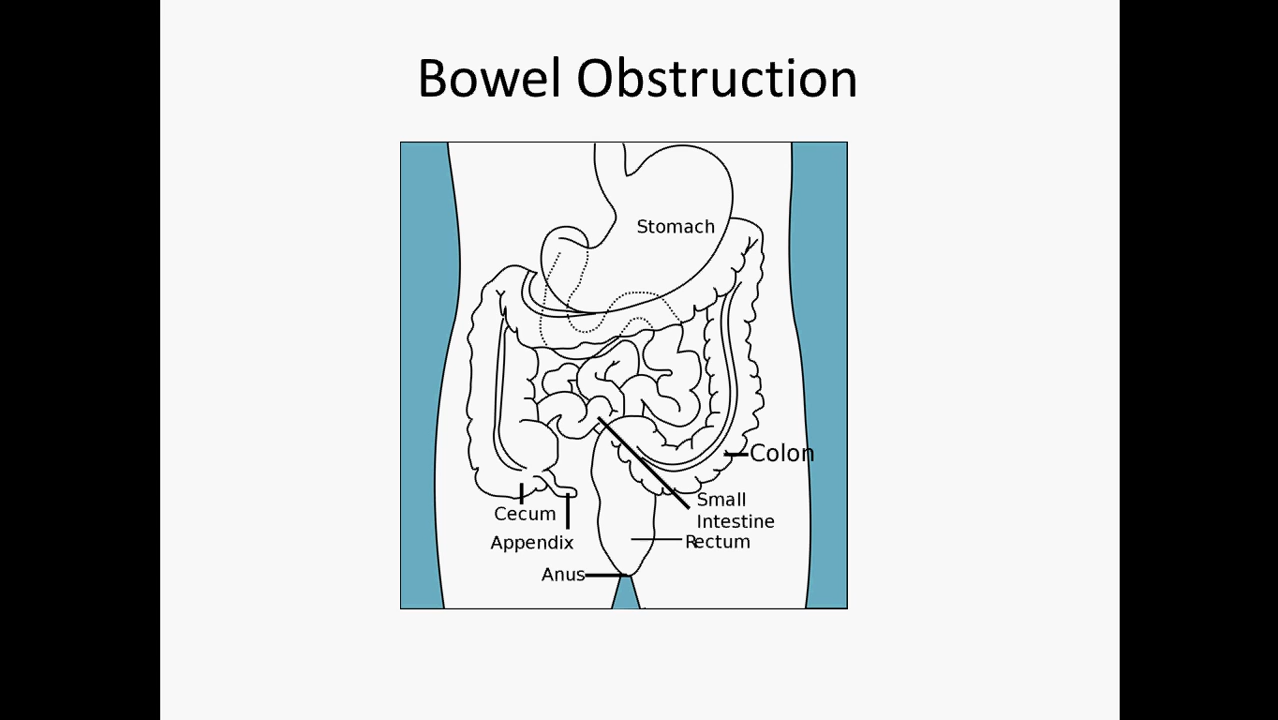 Bowel Obstruction
Stomach
Colon
Small
Intestine
Cecum
Rectum
Appendix
Anus